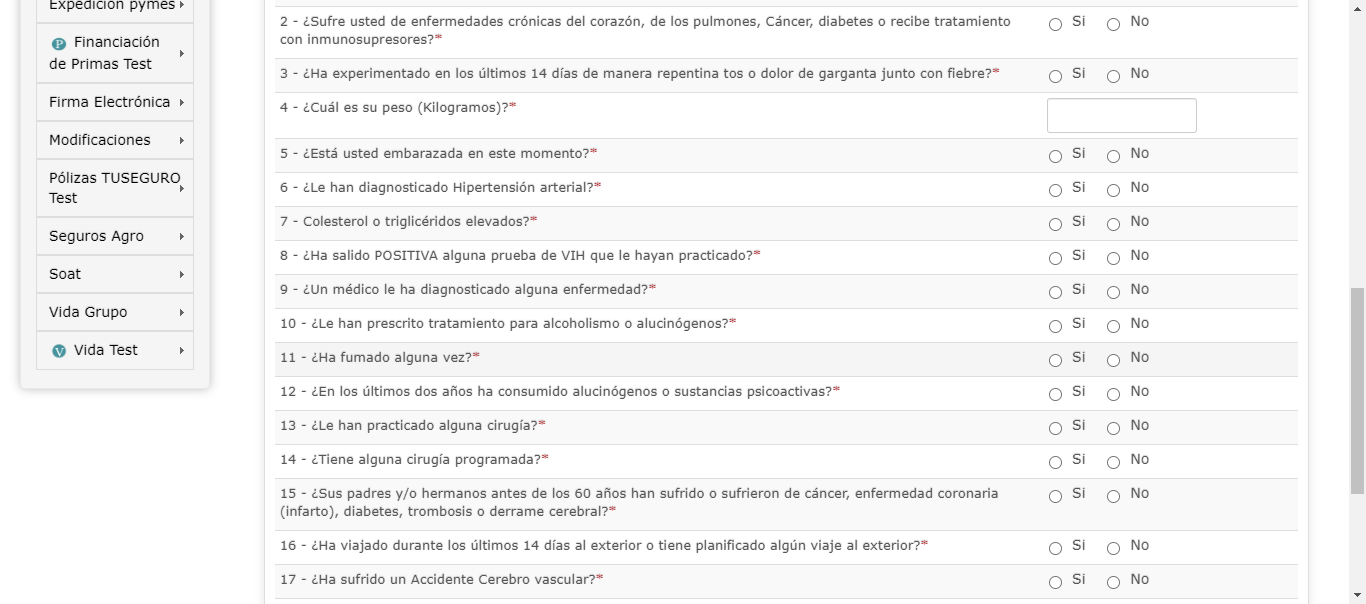 Expedición pymes
Financiación
de Primas Test
Firma Electrónica
Modificaciones
Pólizas TUSEGURO
Test
Seguros Agro
Soat
Vida Grupo
V Vida Test
2 - ¿Sufre usted de enfermedades crónicas del corazón, de los pulmones, Cáncer, diabetes o recibe tratamiento
con inmunosupresores?* Si No
3 - ¿Ha experimentado en los últimos 14 días de manera repentina tos o dolor de garganta junto con fiebre?* Si No
4 - ¿Cuál es su peso (Kilogramos)?*
5 - ¿Está usted embarazada en este momento?* Si No
6 - ¿Le han diagnosticado Hipertensión arterial?* Si No
7 - Colesterol o triglicéridos elevados?* Si No
8 - ¿Ha salido POSITIVA alguna prueba de VIH que le hayan practicado?* Si No
9 - ¿Un médico le ha diagnosticado alguna enfermedad?* Si No
10 - ¿Le han prescrito tratamiento para alcoholismo o alucinógenos?* Si No
11 - ¿Ha fumado alguna vez?* Si No
12 - ¿En los últimos dos años ha consumido alucinógenos o sustancias psicoactivas?* Si No
13 - ¿Le han practicado alguna cirugía?* Si No
14 - ¿Tiene alguna cirugía programada?* Si No
15 - ¿Sus padres y/o hermanos antes de los 60 años han sufrido o sufrieron de cáncer, enfermedad coronaria
(infarto), diabetes, trombosis o derrame cerebral?* Si No
16 - ¿Ha viajado durante los últimos 14 días al exterior o tiene planificado algún viaje al exterior?* Si No
17 - ¿Ha sufrido un Accidente Cerebro vascular?* Si No